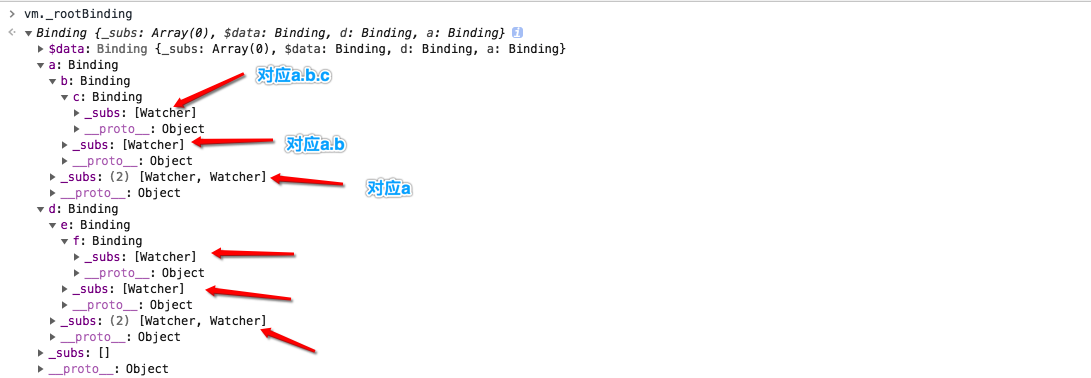 vm._rootBinding
Binding {_subs: Array(0), $data: Binding, d: Binding, a: Binding}
$data: Binding {_subs: Array(0), $data: Binding, d: Binding, a: Binding}
a: Binding
b: Binding
c: Binding
_subs: [Watcher]
__proto__: Object
_subs: [Watcher]
__proto__: Object
_subs: (2) [Watcher, Watcher]
__proto__: Object
对应a.b.c
对应a.b
对应a
d: Binding
e: Binding
f: Binding
_subs: [Watcher]
__proto__: Object
_subs: [Watcher]
__proto__: Object
_subs: (2) [Watcher, Watcher]
__proto__: Object
_subs: []
__proto__: Object